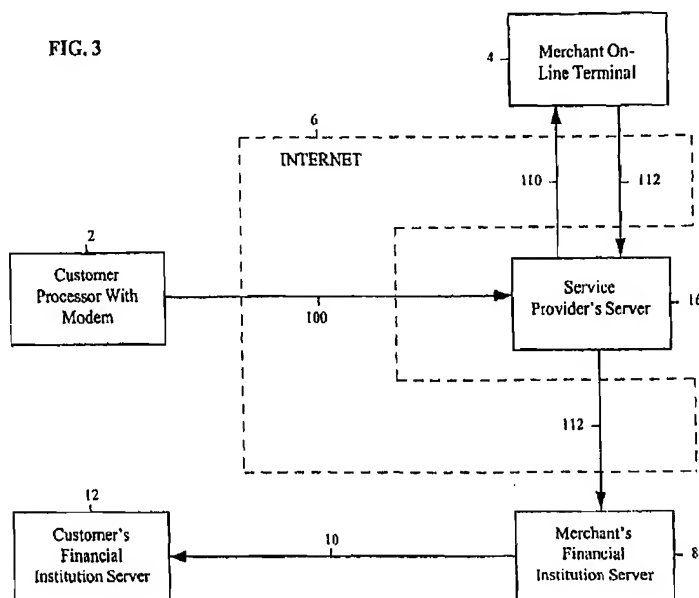 FIG. 3
4
Merchant On-
Line Terminal
6
INTERNET
110
112
2
Customer
Processor With
Modem
100
Service
Provider's Server
16
112
12
Customer's
Financial
Institution Server
10
Merchant's
Financial
Institution Server
8